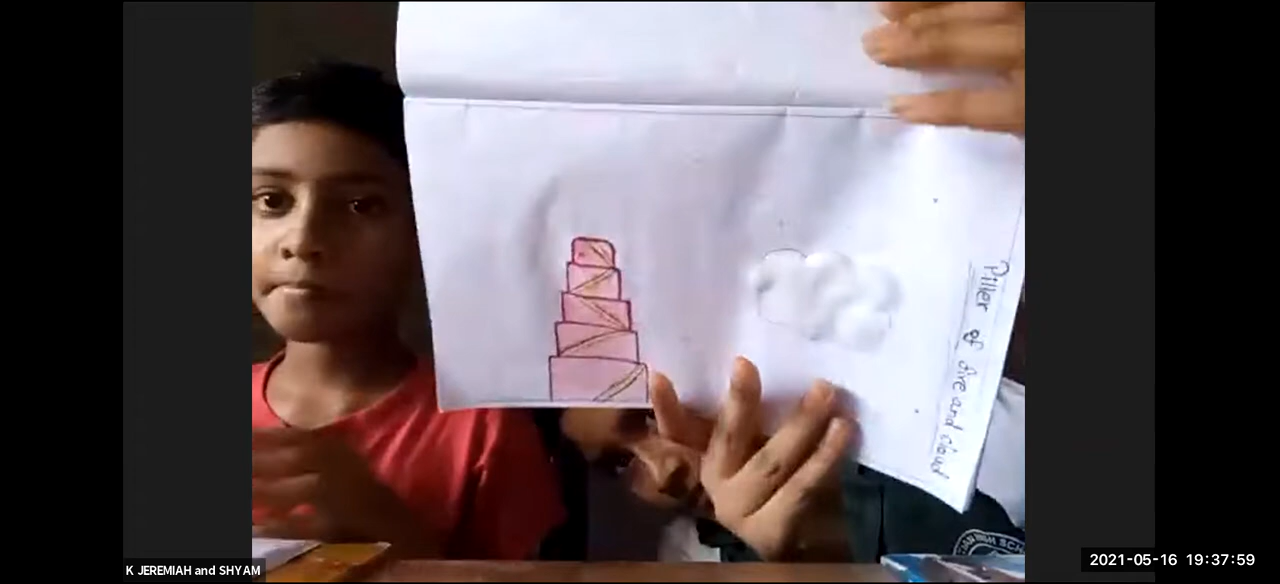 Piller of fire and cloud
K JEREMIAH and SHYAM
2021-05-16 19:37:59